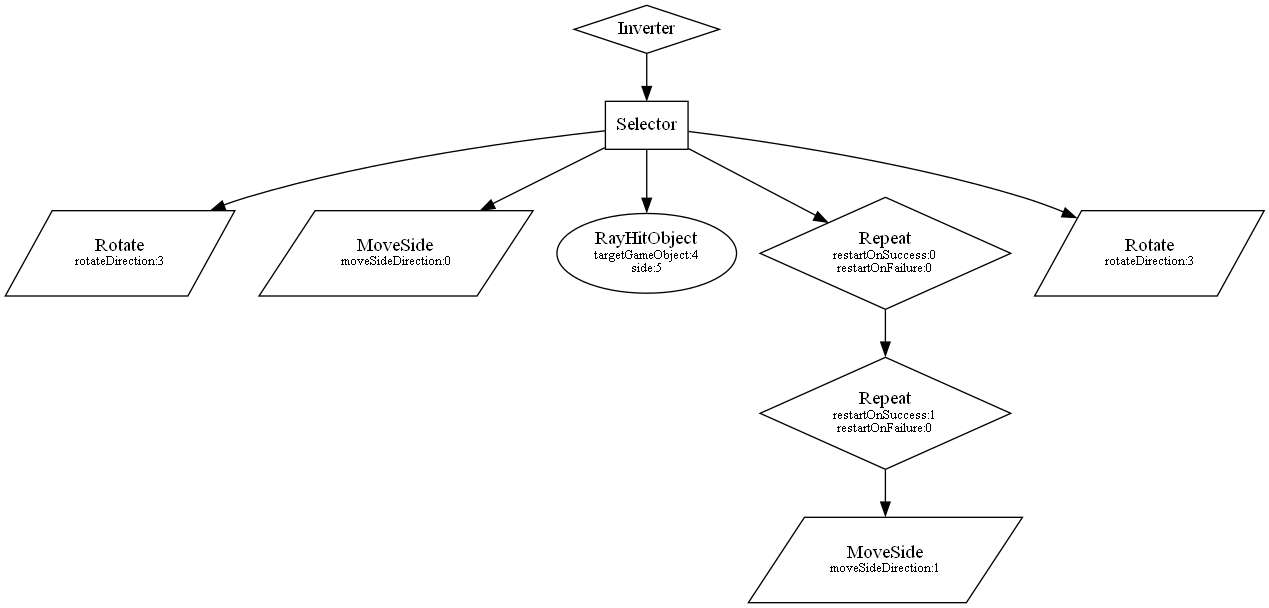 Inverter
Selector
Rotate
rotateDirection:3
MoveSide
moveSideDirection:0
RayHitObject
targetGameObject:4
side:5
Repeat
restartOnSuccess:0
restartOnFailure:0
Rotate
rotateDirection:3
Repeat
restartOnSuccess:1
restartOnFailure:0
MoveSide
moveSideDirection:1